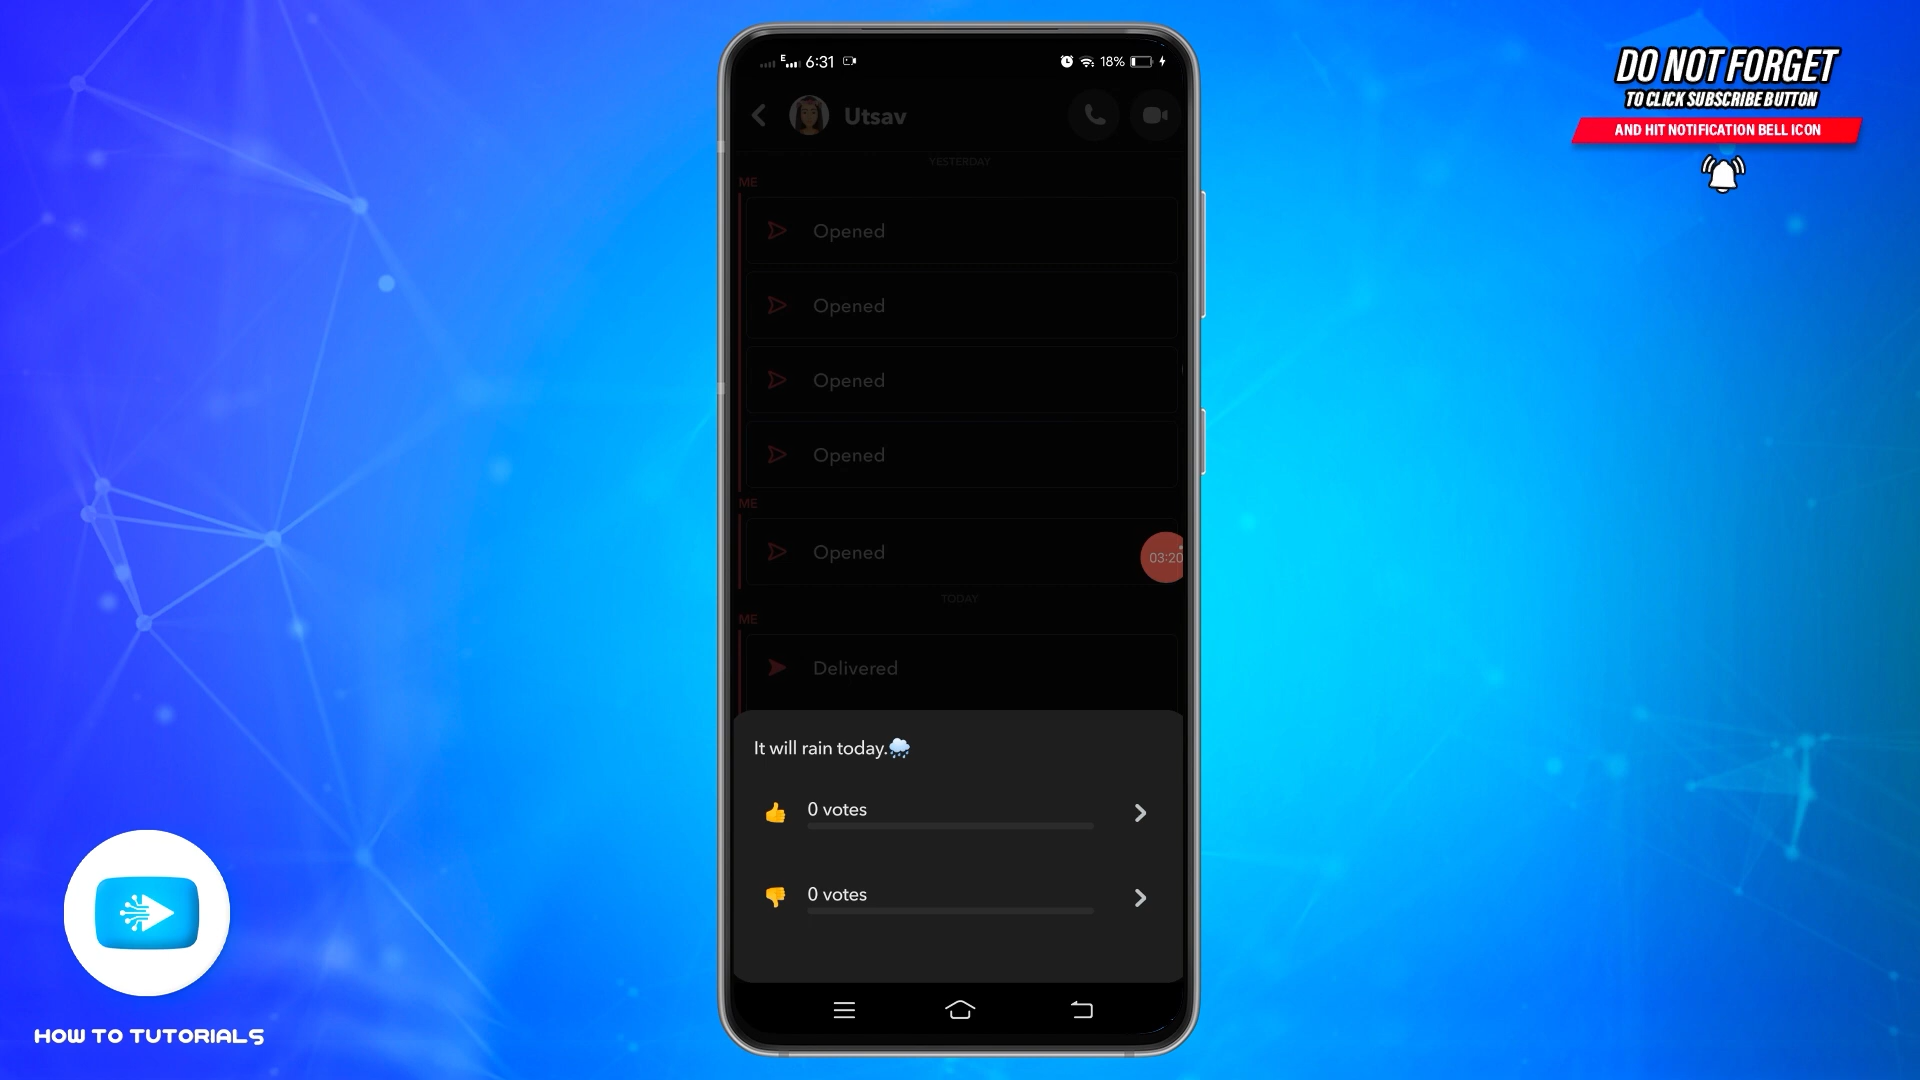 DO NOT FORGET
TO CLICK SUBSCRIBE BUTTON
AND HIT NOTIFICATION BELL ICON
E 6:31 18%
Utsav
YESTERDAY
ME
Opened
Opened
Opened
Opened
ME
Opened
03:20
TODAY
ME
Delivered
It will rain today.🌧️
👍 0 votes
👎 0 votes
HOW TO TUTORIALS